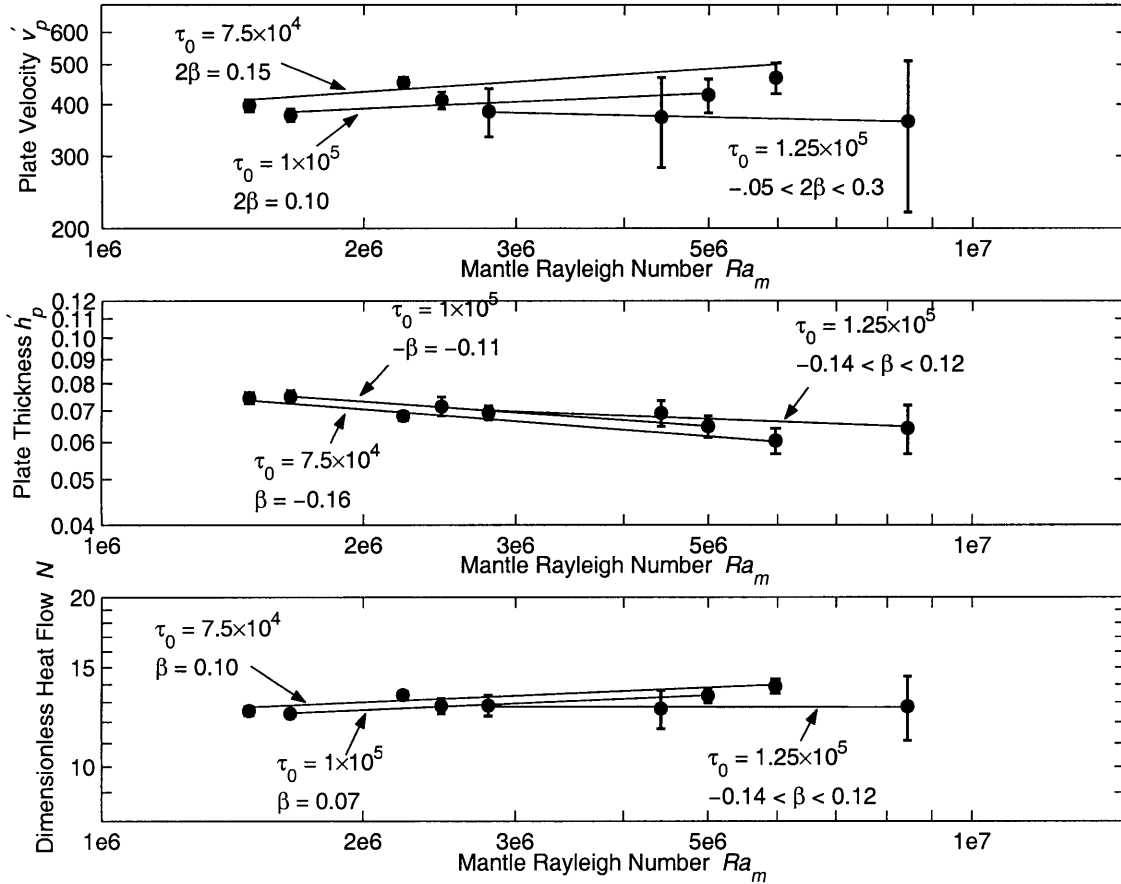 Plate Velocity v′p
600
500
400
300
200
τ0 = 7.5×10^4
2β = 0.15
τ0 = 1×10^5
2β = 0.10
τ0 = 1.25×10^5
−.05 < 2β < 0.3
1e6
2e6
3e6
5e6
1e7
Mantle Rayleigh Number Ram
Plate Thickness h′p
0.12
0.11
0.10
0.09
0.08
0.07
0.06
0.05
0.04
τ0 = 1×10^5
−β = −0.11
τ0 = 1.25×10^5
−0.14 < β < 0.12
τ0 = 7.5×10^4
β = −0.16
1e6
2e6
3e6
5e6
1e7
Mantle Rayleigh Number Ram
Dimensionless Heat Flow N
20
15
10
τ0 = 7.5×10^4
β = 0.10
τ0 = 1×10^5
β = 0.07
τ0 = 1.25×10^5
−0.14 < β < 0.12
1e6
2e6
3e6
5e6
1e7
Mantle Rayleigh Number Ram